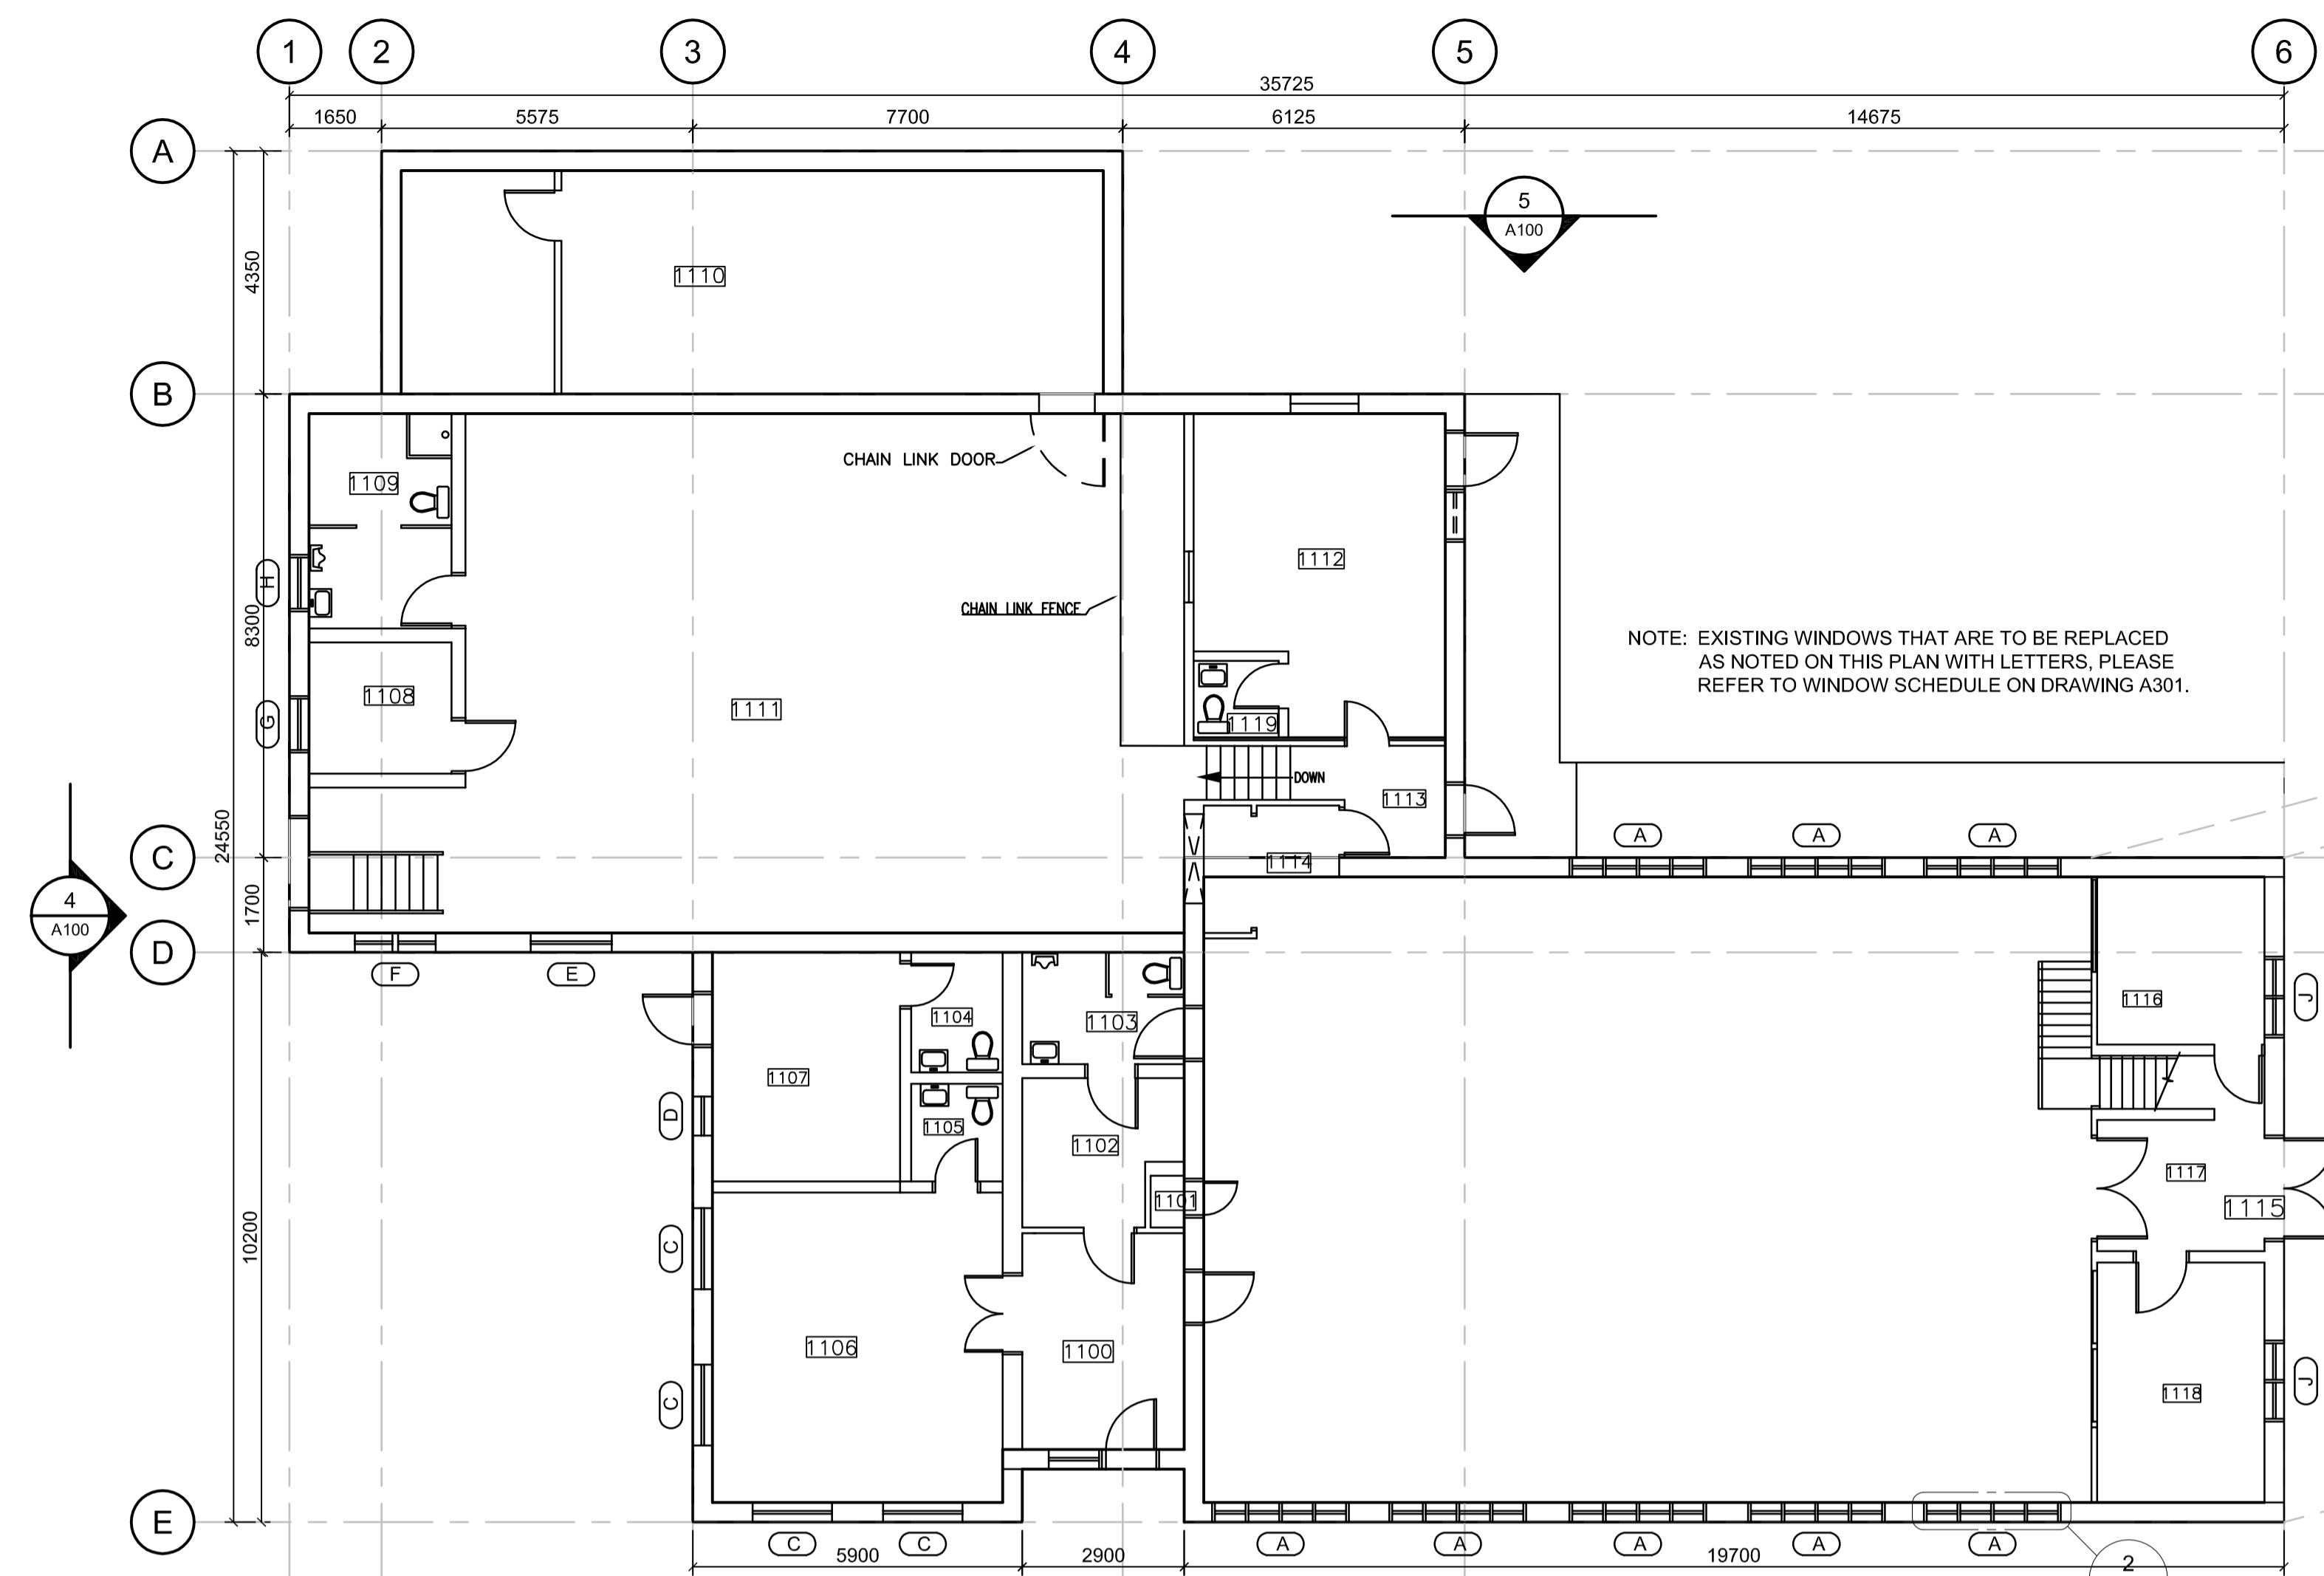 1 2 3 4 5 6
35725
1650 5575 7700 6125 14675
A
5
A100
4350
1110
B
CHAIN LINK DOOR
1109
1112
H
CHAIN LINK FENCE
8300
NOTE: EXISTING WINDOWS THAT ARE TO BE REPLACED
AS NOTED ON THIS PLAN WITH LETTERS, PLEASE
REFER TO WINDOW SCHEDULE ON DRAWING A301.
1108
1111
G
1119
DOWN
1113
24550
A A A
C
1114
4
A100
1700
D
F E
1116
J
1104
1103
1107
D
1105
1102
1117
1101
1115
10200
C
1106
1100
1118
J
C
E
C C A A A A A
5900 2900 19700
2